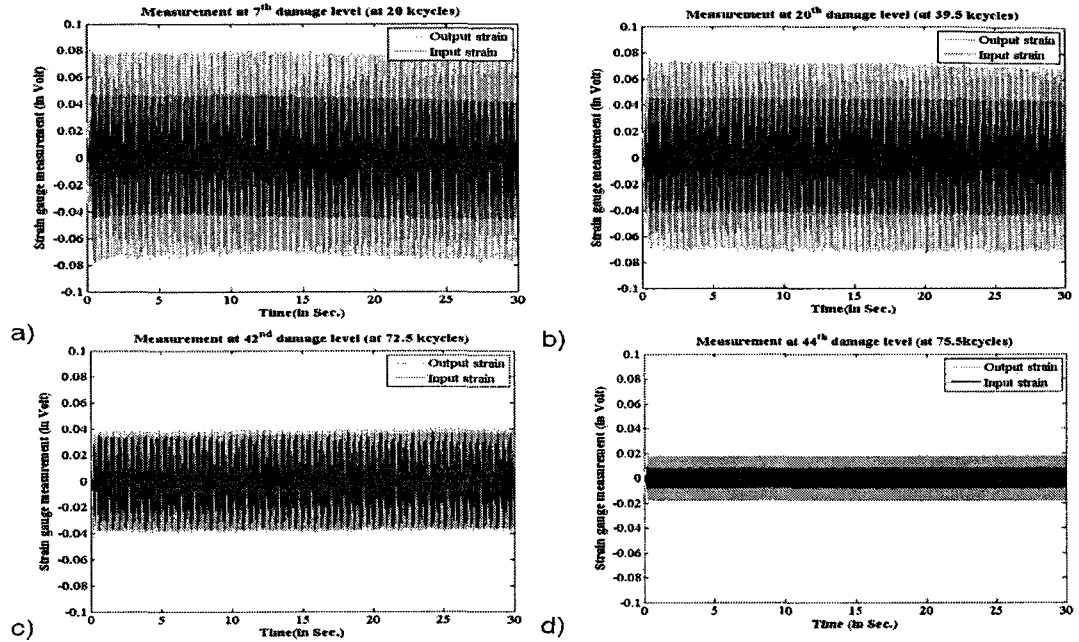 Measurement at 7th damage level (at 20 kcycles)
Output strain
Input strain
Strain gauge measurement (in Volt)
0.1
0.08
0.06
0.04
0.02
0
-0.02
-0.04
-0.06
-0.08
-0.1
0 5 10 15 20 25 30
Time(in Sec.)
a)
Measurement at 20th damage level (at 39.5 kcycles)
Output strain
Input strain
Strain gauge measurement (in Volt)
0.1
0.08
0.06
0.04
0.02
0
-0.02
-0.04
-0.06
-0.08
-0.1
0 5 10 15 20 25 30
Time(in Sec.)
b)
Measurement at 42nd damage level (at 72.5 kcycles)
Output strain
Input strain
Strain gauge measurement (in Volt)
0.1
0.08
0.06
0.04
0.02
0
-0.02
-0.04
-0.06
-0.08
-0.1
0 5 10 15 20 25 30
Time(in Sec.)
c)
Measurement at 44th damage level (at 75.5kcycles)
Output strain
Input strain
Strain gauge measurement (in Volt)
0.1
0.08
0.06
0.04
0.02
0
-0.02
-0.04
-0.06
-0.08
-0.1
0 5 10 15 20 25 30
Time (in Sec.)
d)